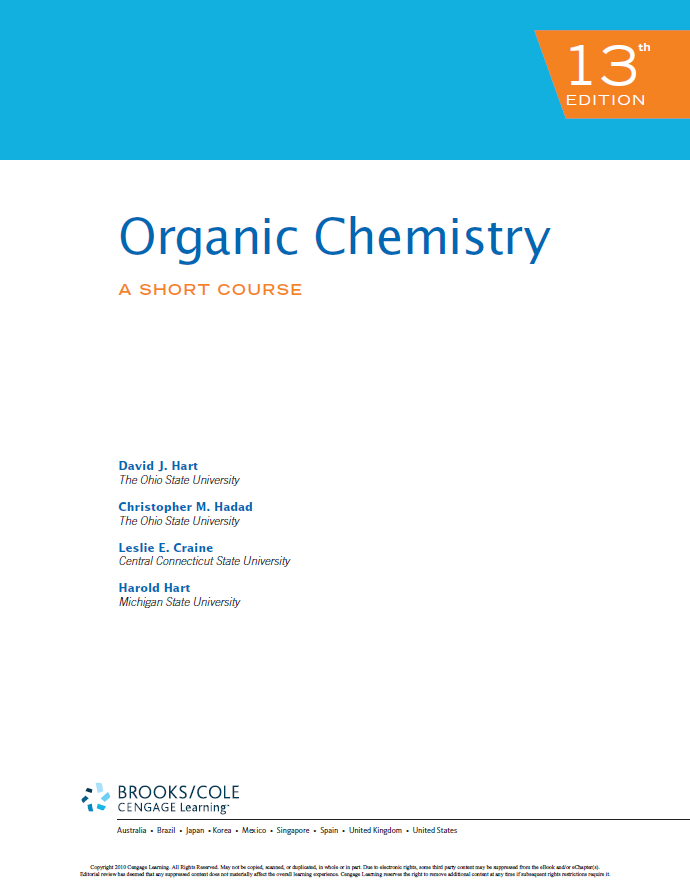 13th
EDITION
Organic Chemistry
A SHORT COURSE
David J. Hart
The Ohio State University
Christopher M. Hadad
The Ohio State University
Leslie E. Craine
Central Connecticut State University
Harold Hart
Michigan State University
BROOKS/COLE
CENGAGE Learning™
Australia • Brazil • Japan • Korea • Mexico • Singapore • Spain • United Kingdom • United States
Copyright 2010 Cengage Learning. All Rights Reserved. May not be copied, scanned, or duplicated, in whole or in part. Due to electronic rights, some third party content may be suppressed from the eBook and/or eChapter(s).
Editorial review has deemed that any suppressed content does not materially affect the overall learning experience. Cengage Learning reserves the right to remove additional content at any time if subsequent rights restrictions require it.